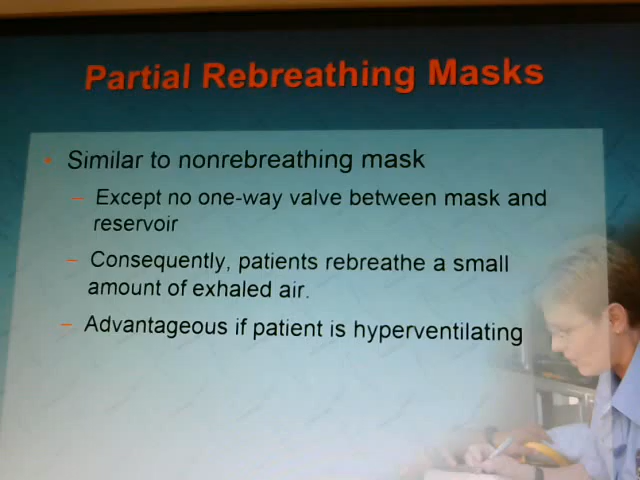 Partial Rebreathing Masks
• Similar to nonrebreathing mask
– Except no one-way valve between mask and
reservoir
– Consequently, patients rebreathe a small
amount of exhaled air.
– Advantageous if patient is hyperventilating